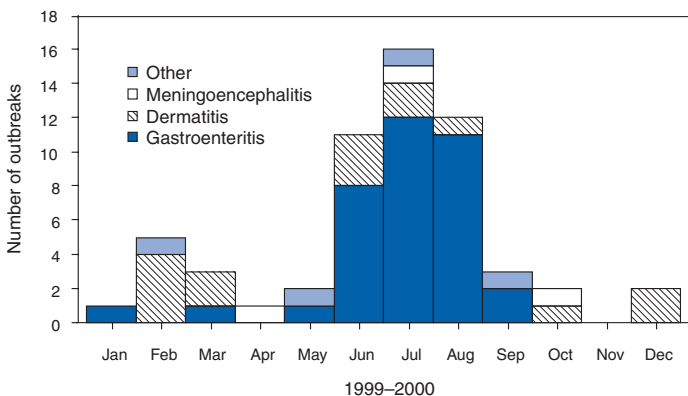 18
16
14
12
10
8
6
4
2
0
Number of outbreaks
Other
Meningoencephalitis
Dermatitis
Gastroenteritis
Jan Feb Mar Apr May Jun Jul Aug Sep Oct Nov Dec
1999–2000